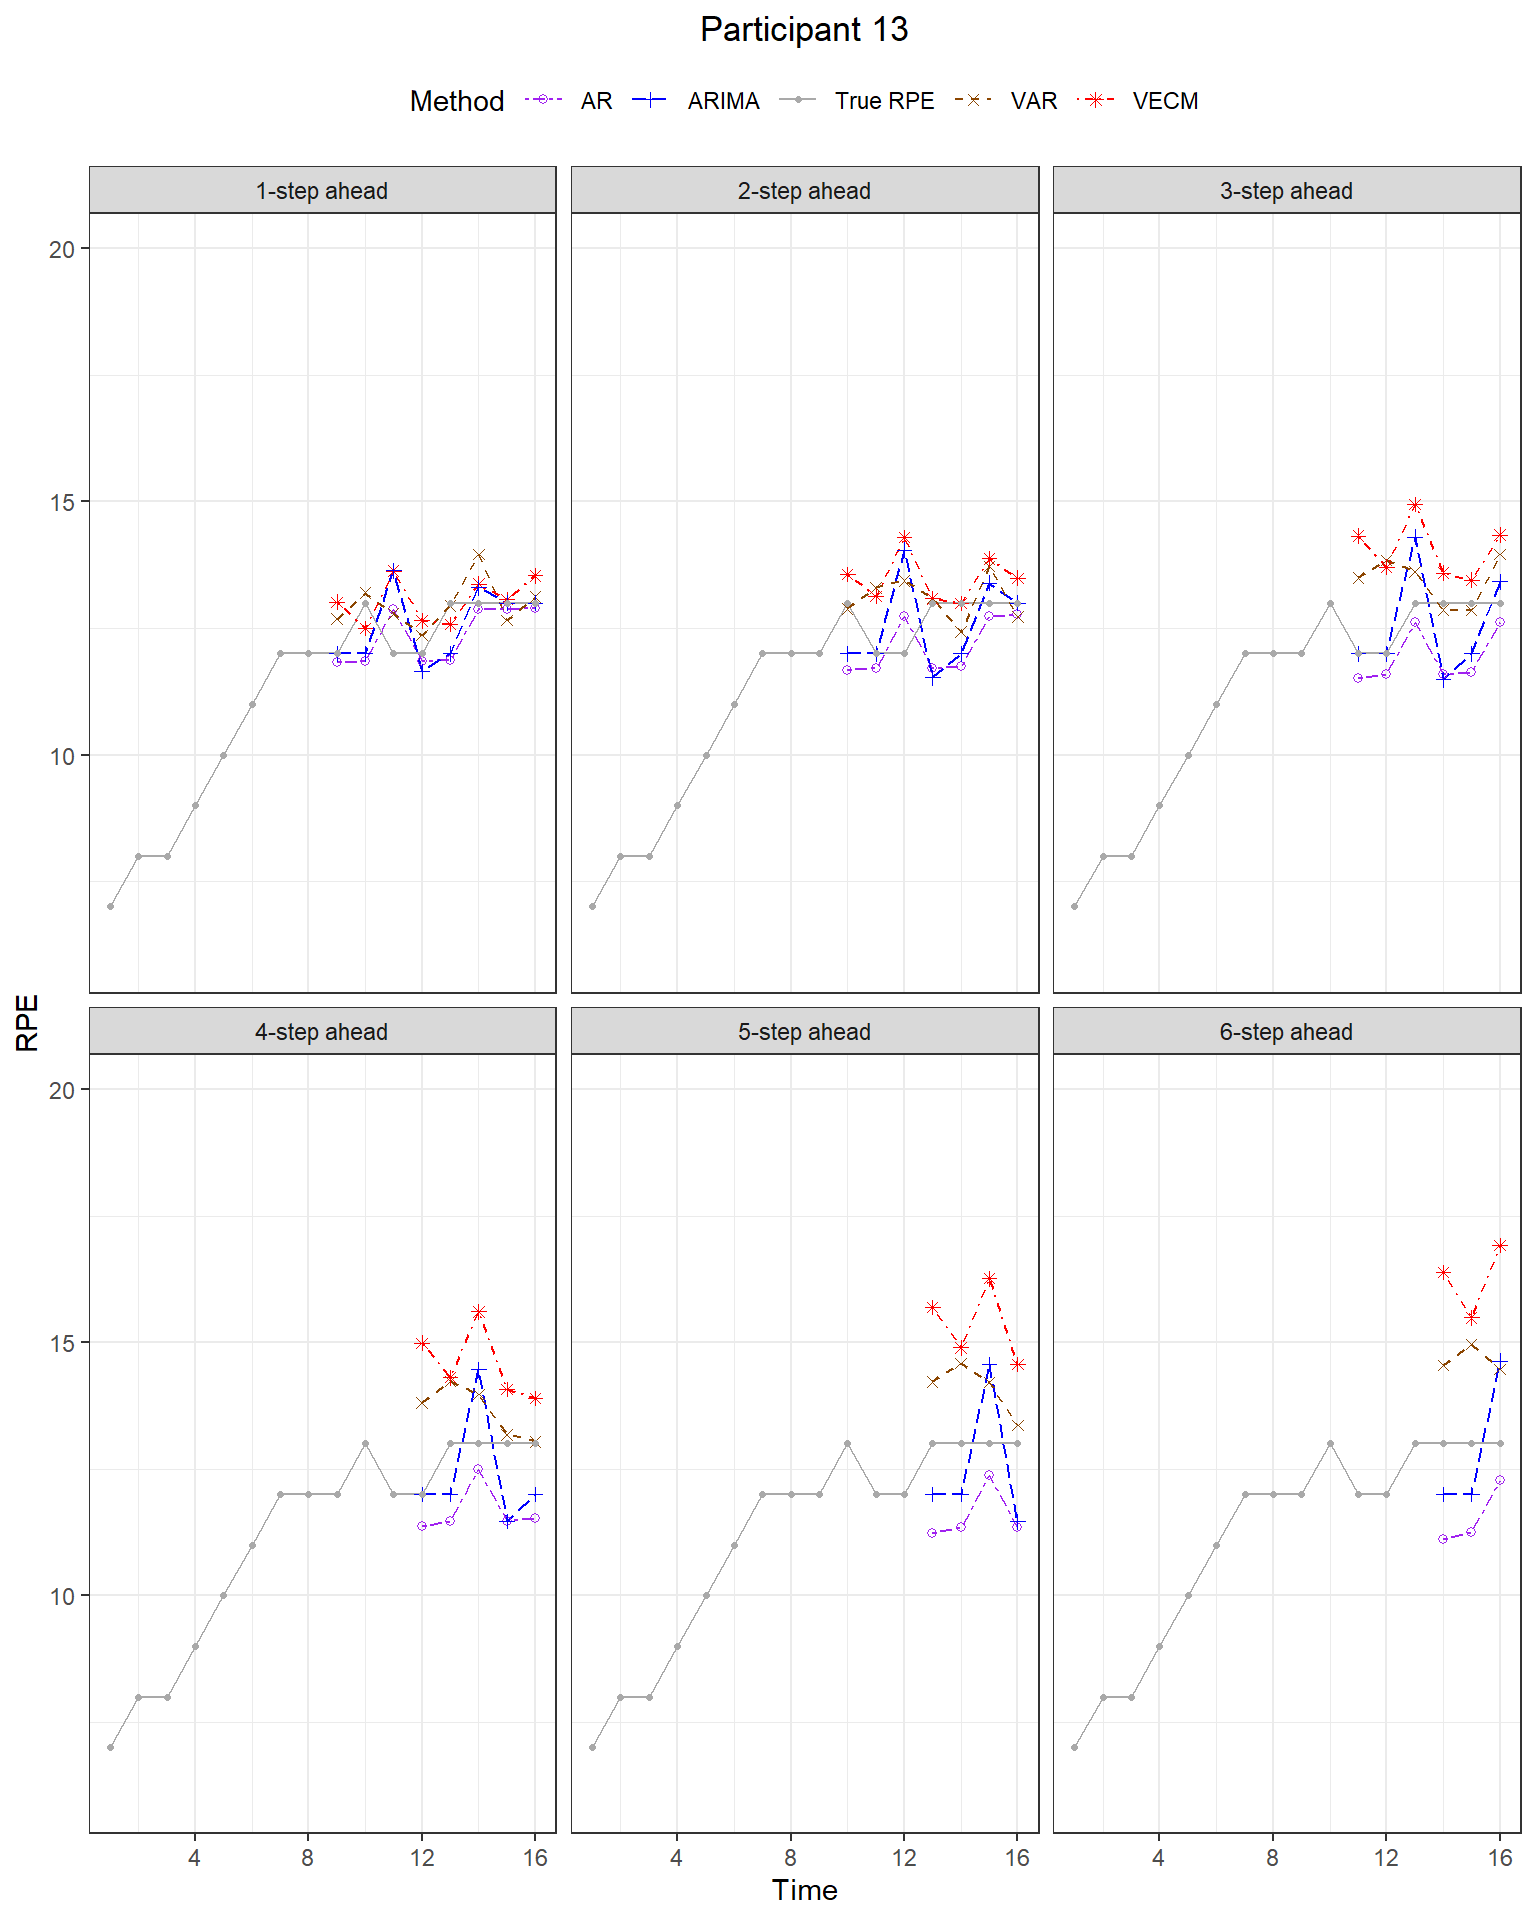 Participant 13
Method AR ARIMA True RPE VAR VECM
1-step ahead 2-step ahead 3-step ahead
20
15
10
RPE
4-step ahead 5-step ahead 6-step ahead
20
15
10
4 8 12 16 4 8 12 16 4 8 12 16
Time